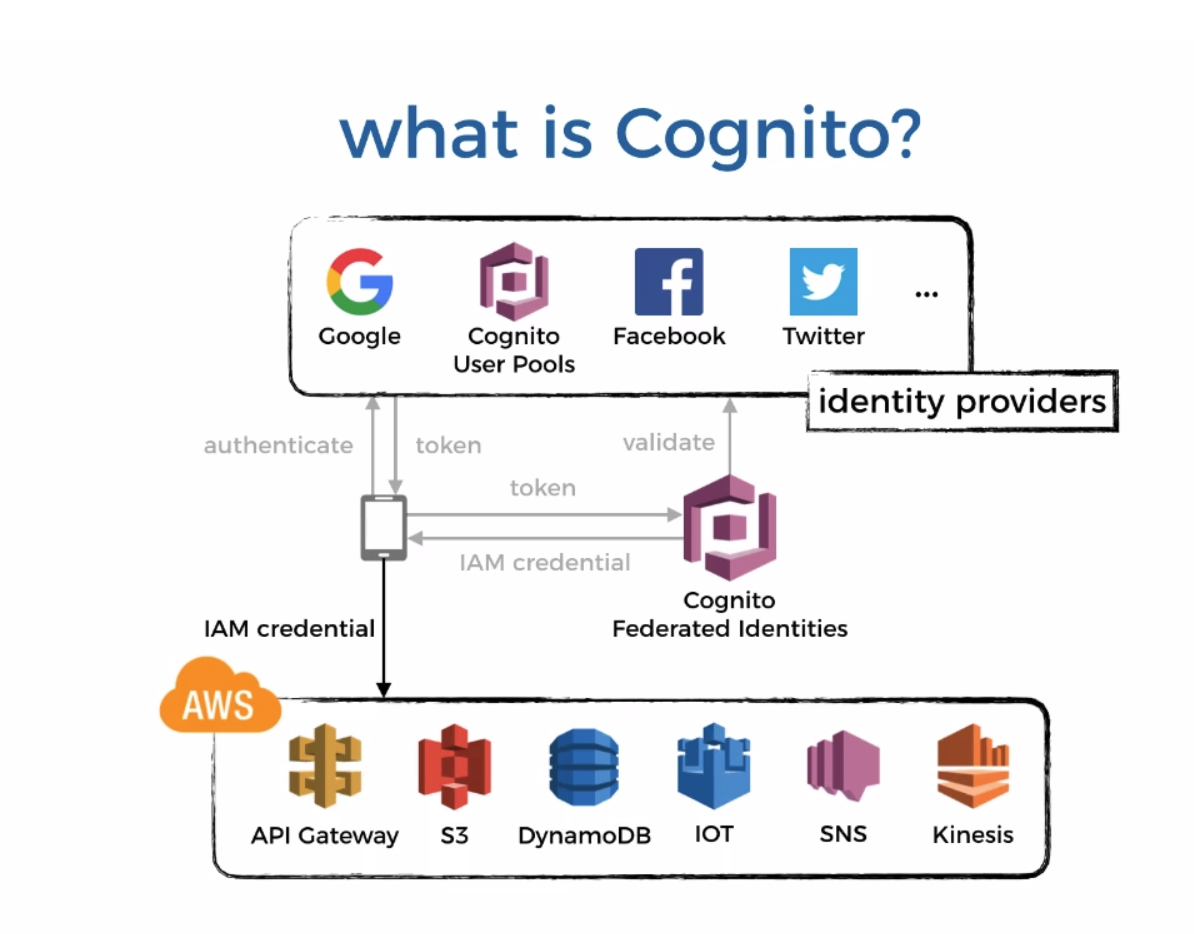 what is Cognito?
Google
Cognito
User Pools
Facebook
Twitter
...
identity providers
authenticate
token
validate
token
IAM credential
Cognito
Federated Identities
IAM credential
AWS
API Gateway
S3
DynamoDB
IOT
SNS
Kinesis